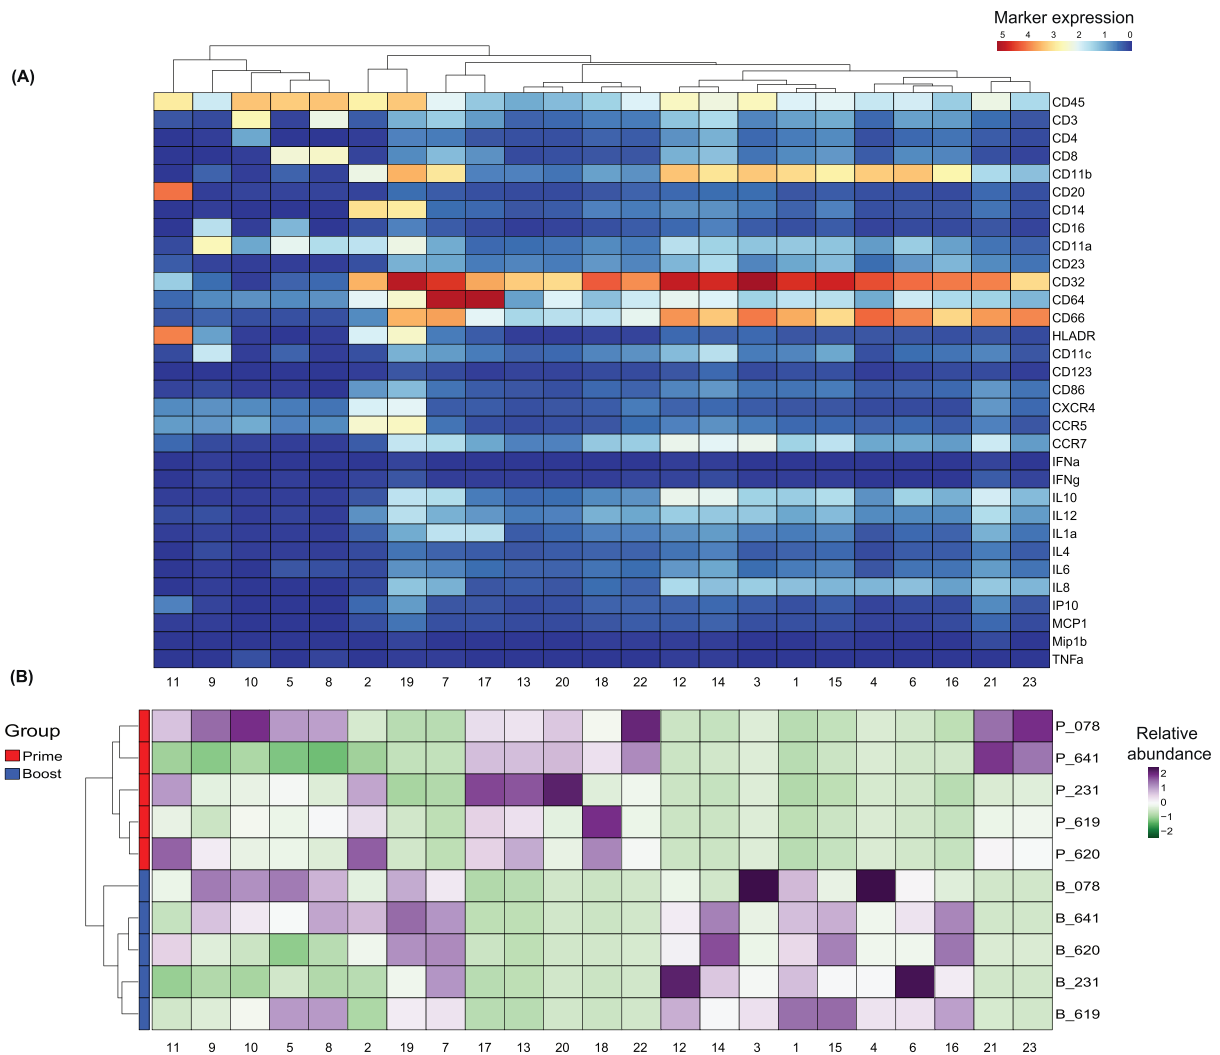 Marker expression
5 4 3 2 1 0
(A)
CD45
CD3
CD4
CD8
CD11b
CD20
CD14
CD16
CD11a
CD23
CD32
CD64
CD66
HLADR
CD11c
CD123
CD86
CXCR4
CCR5
CCR7
IFNa
IFNg
IL10
IL12
IL1a
IL4
IL6
IL8
IP10
MCP1
Mip1b
TNFa
11 9 10 5 8 2 19 7 17 13 20 18 22 12 14 3 1 15 4 6 16 21 23
(B)
Group
Prime
Boost
P_078
P_641
P_231
P_619
P_620
B_078
B_641
B_620
B_231
B_619
Relative
abundance
2
1
0
−1
−2
11 9 10 5 8 2 19 7 17 13 20 18 22 12 14 3 1 15 4 6 16 21 23